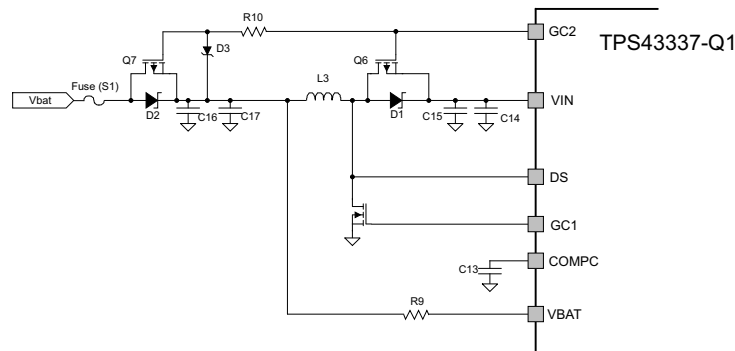 R10
GC2
TPS43337-Q1
Q7
D3
Q6
Fuse (S1)
L3
Vbat
VIN
D2
C16
C17
D1
C15
C14
DS
GC1
COMPC
C13
R9
VBAT